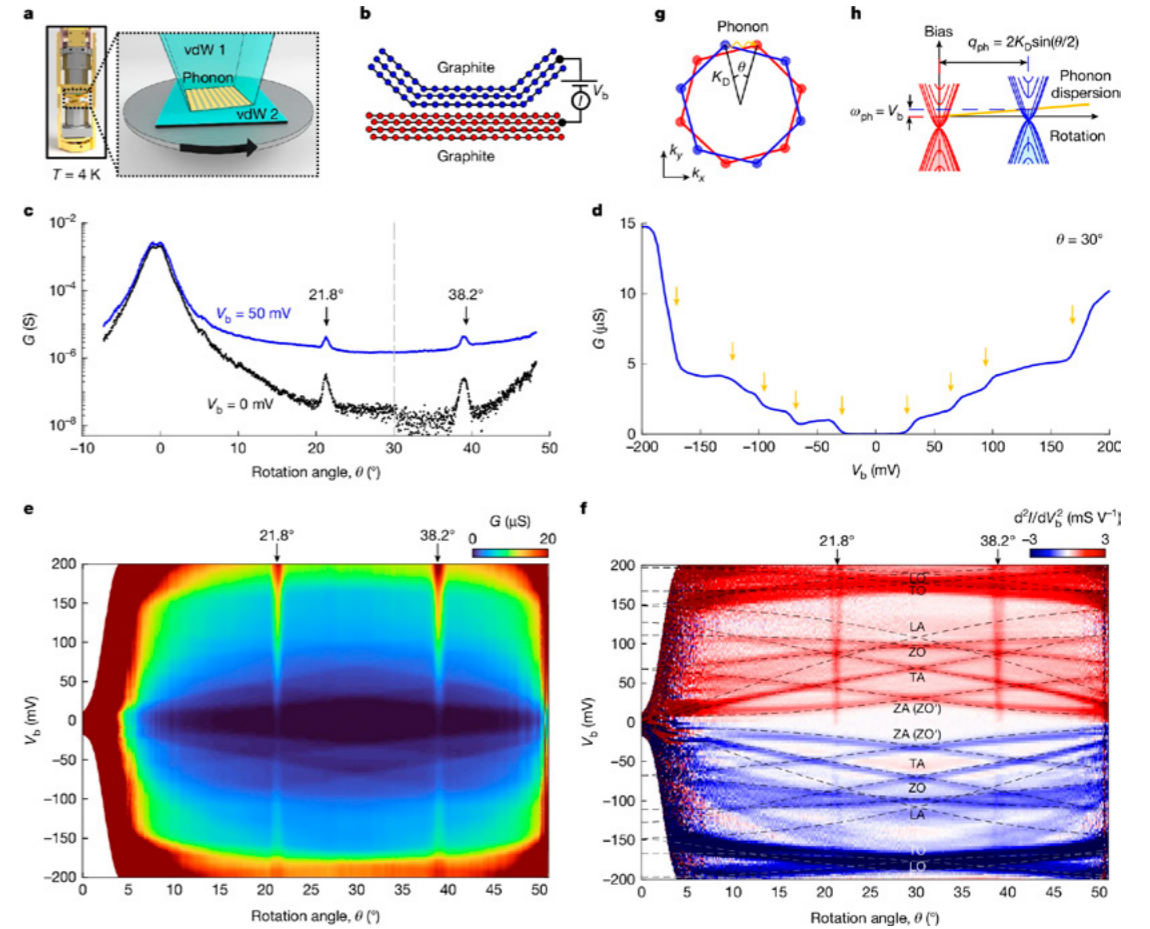 a
b
g
h
vdW 1
Phonon
vdW 2
T = 4 K
Graphite
Graphite
V_b
I
Phonon
θ
K_D
k_y
k_x
Bias
q_ph = 2K_D sin(θ/2)
Phonon
dispersion
ω_ph = V_b
Rotation
c
10⁻²
10⁻⁴
10⁻⁶
10⁻⁸
G (S)
21.8°
38.2°
V_b = 50 mV
V_b = 0 mV
−10 0 10 20 30 40 50
Rotation angle, θ (°)
d
15
10
5
0
G (μS)
θ = 30°
−200 −150 −100 −50 0 50 100 150 200
V_b (mV)
e
G (μS)
0 20
21.8°
38.2°
200
150
100
50
0
−50
−100
−150
−200
V_b (mV)
0 5 10 15 20 25 30 35 40 45 50
Rotation angle, θ (°)
f
d²I/dV_b² (mS V⁻¹)
−3 3
21.8°
38.2°
200
150
100
50
0
−50
−100
−150
−200
V_b (mV)
LO
TO
LA
ZO
TA
ZA (ZO′)
ZA (ZO′)
TA
ZO
LA
TO
LO
0 5 10 15 20 25 30 35 40 45 50
Rotation angle, θ (°)